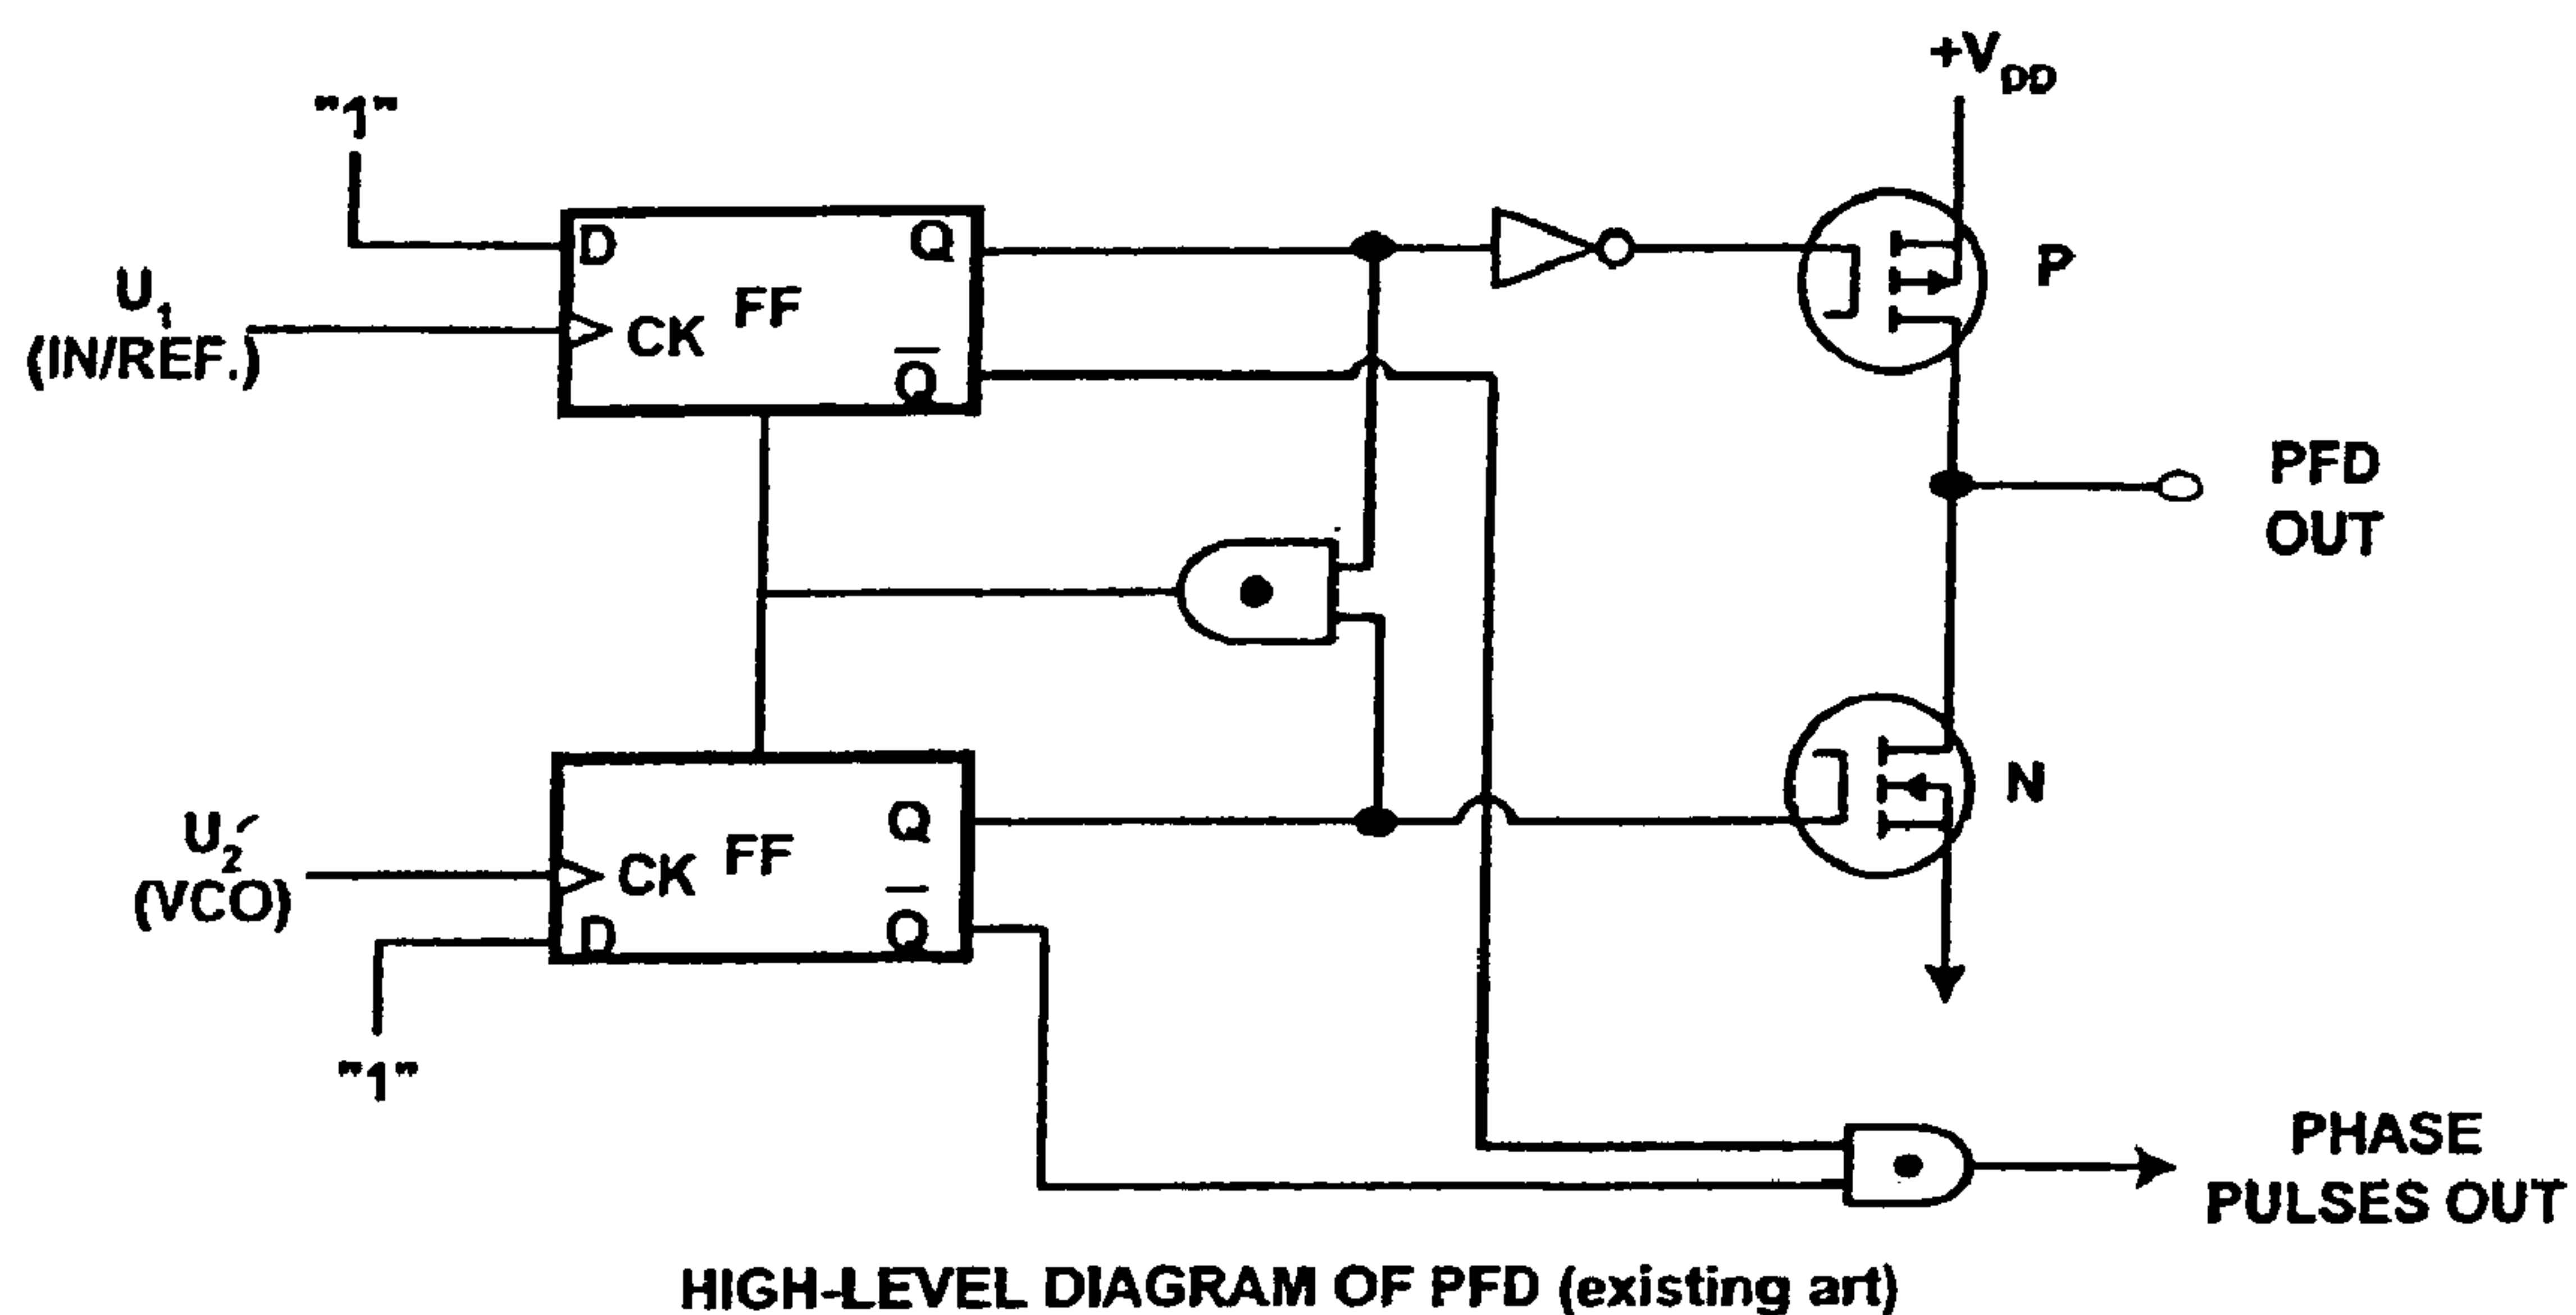 +V_DD
"1"
D
Q
FF
CK
Q̅
U₁
(IN/REF.)
P
PFD
OUT
U₂′
(VCO)
CK
FF
Q
Q̅
D
N
"1"
PHASE
PULSES OUT
HIGH-LEVEL DIAGRAM OF PFD (existing art)